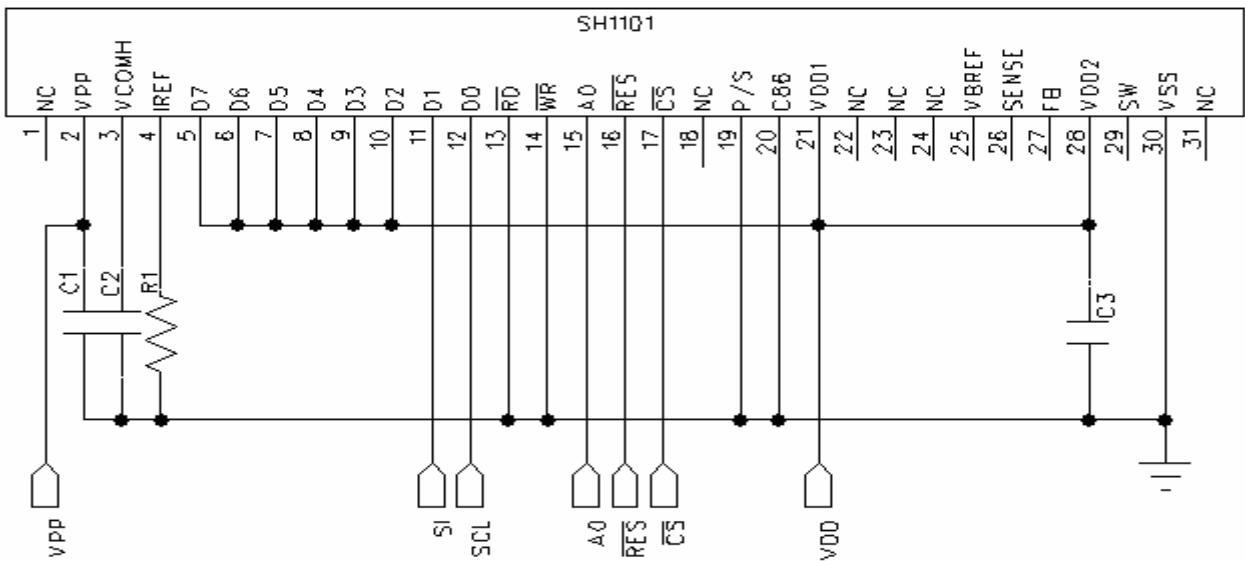 SH1101
NC
VPP
VCOMH
IREF
D7
D6
D5
D4
D3
D2
D1
D0
RD
WR
A0
RES
CS
NC
P/S
C86
VDD1
NC
NC
NC
VBREF
SENSE
FB
VDD2
SW
VSS
NC
1
2
3
4
5
6
7
8
9
10
11
12
13
14
15
16
17
18
19
20
21
22
23
24
25
26
27
28
29
30
31
C1
C2
R1
C3
VPP
SI
SCL
A0
RES
CS
VDD